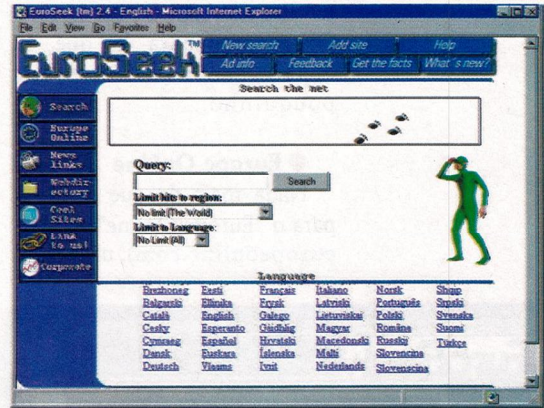 EuroSeek [tm] 2.4 - English - Microsoft Internet Explorer
File Edit View Go Favorites Help
EuroSeek™
New search Add site Help
Ad info Feedback Get the facts What's new?
Search the net
Search
Europe Online
News links
Webdirectory
Cool Sites
Link to us!
Corporate
Query:
Search
Limit hits to region:
No limit (The World)
Limit to Language:
No Limit (All)
Language
Brezhoneg Eesti Français Italiano Norsk Shqip
Balgarski Ellinika Frysk Latviski Português Srpski
Català English Galego Lietuviskai Polski Svenska
Cesky Esperanto Gàidhlig Magyar Româna Suomi
Cymraeg Español Hrvatski Macedonski Russkij Türkçe
Dansk Euskara Íslenska Malti Slovencina
Deutsch Vlaams Ivrit Nederlands Slovenscina